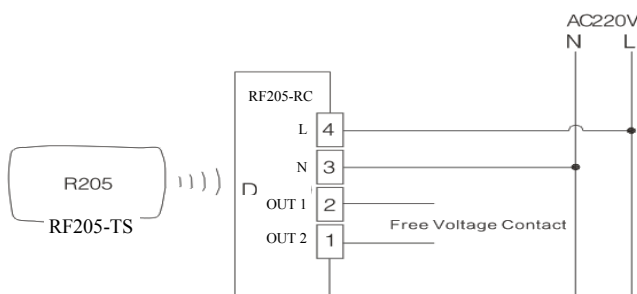 AC220V
N L
RF205-RC
L 4
N 3
R205
RF205-TS
D
OUT 1 2
Free Voltage Contact
OUT 2 1